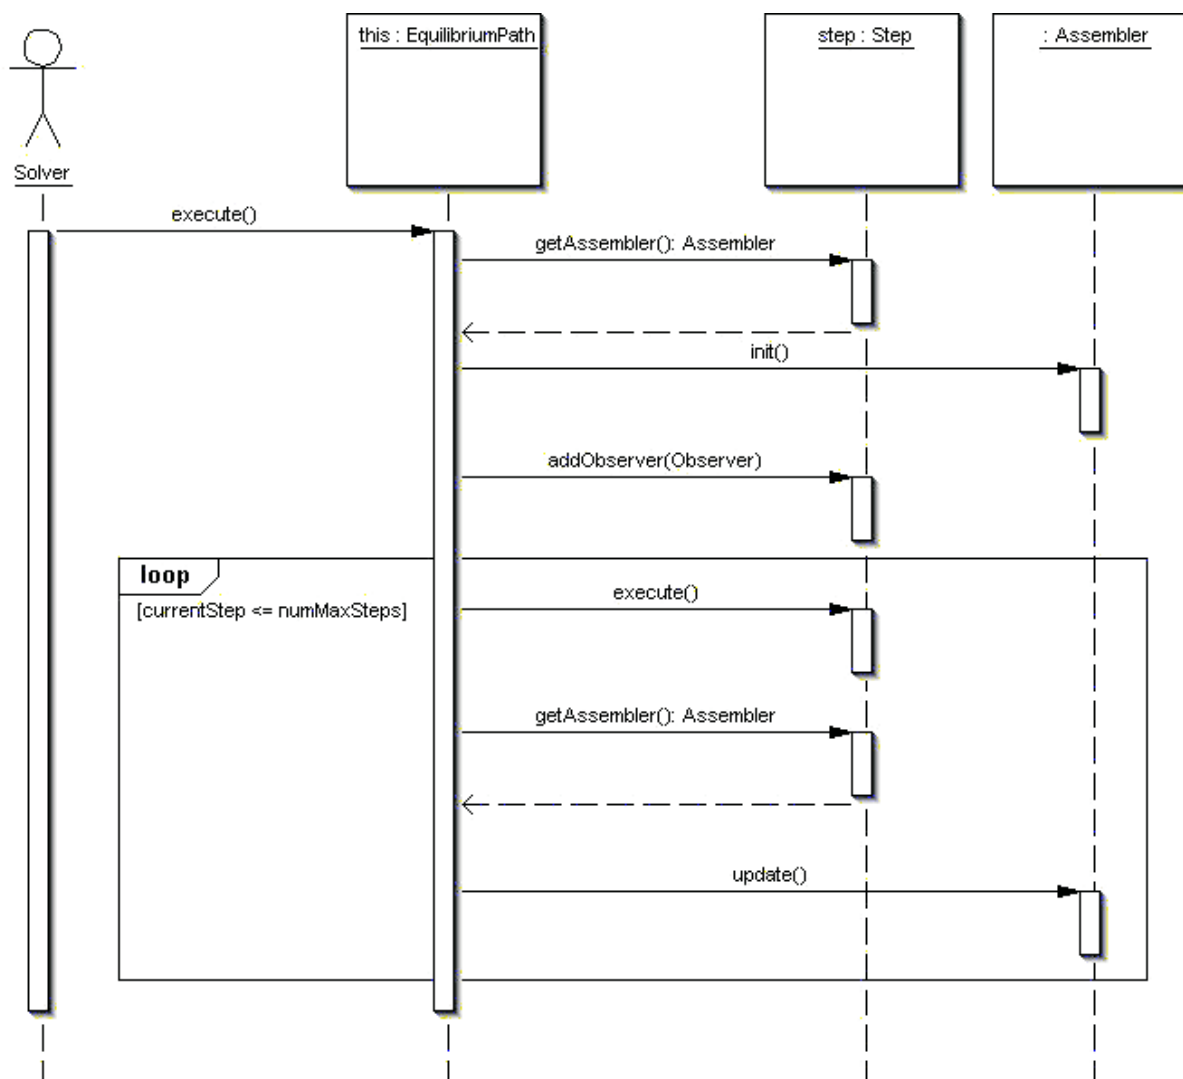 this : EquilibriumPath
step : Step
: Assembler
Solver
execute()
getAssembler(): Assembler
init()
addObserver(Observer)
loop
[currentStep <= numMaxSteps]
execute()
getAssembler(): Assembler
update()